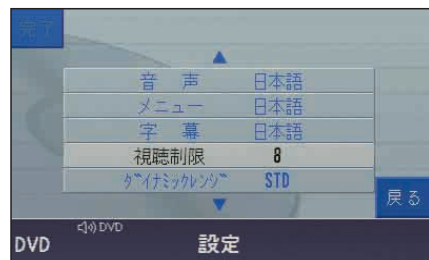 完了
音 声 日本語
メニュー 日本語
字 幕 日本語
視聴制限 8
ダイナミックレンジ STD
戻る
DVD
DVD 設定